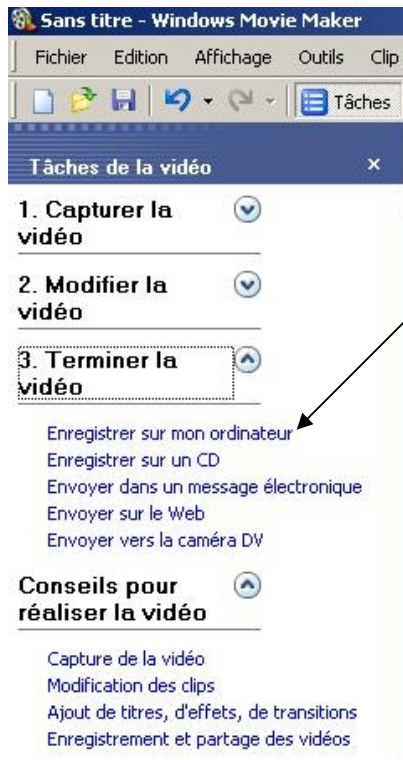 Sans titre - Windows Movie Maker
Fichier Edition Affichage Outils Clip
Tâches
Tâches de la vidéo
1. Capturer la
vidéo
2. Modifier la
vidéo
3. Terminer la
vidéo
Enregistrer sur mon ordinateur
Enregistrer sur un CD
Envoyer dans un message électronique
Envoyer sur le Web
Envoyer vers la caméra DV
Conseils pour
réaliser la vidéo
Capture de la vidéo
Modification des clips
Ajout de titres, d'effets, de transitions
Enregistrement et partage des vidéos